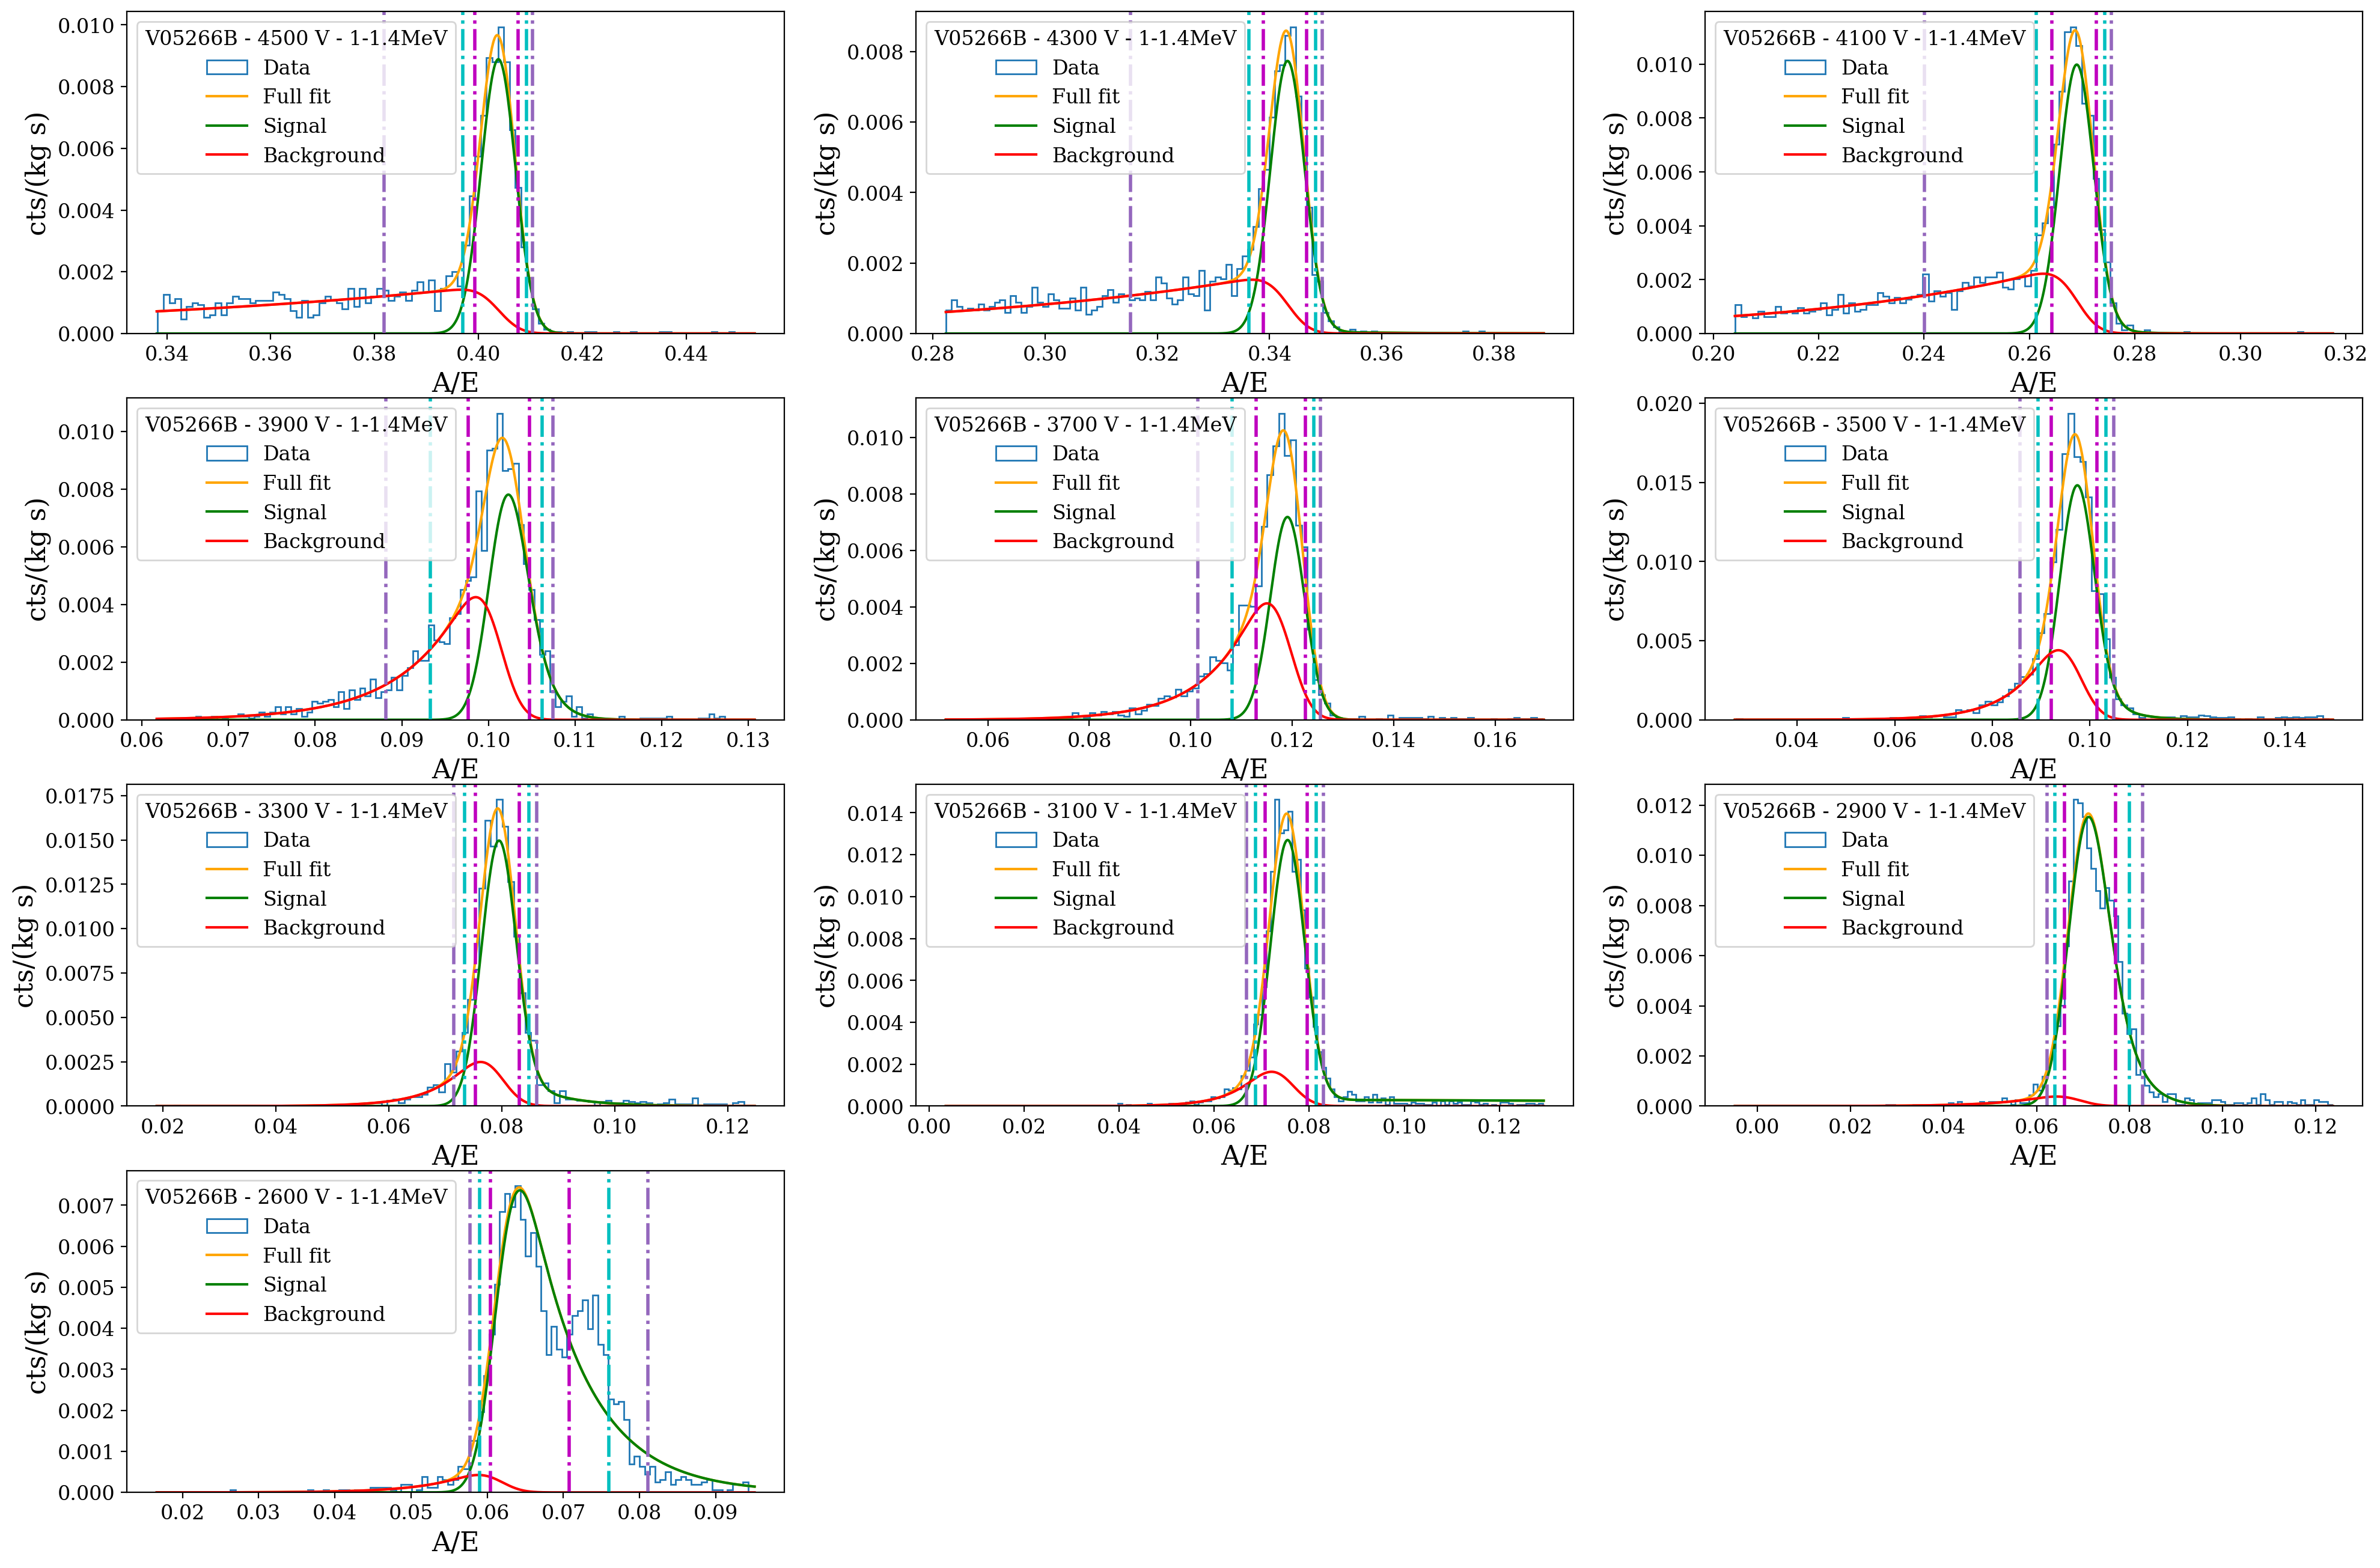 V05266B - 4500 V - 1-1.4MeV
Data
Full fit
Signal
Background
cts/(kg s)
0.010
0.008
0.006
0.004
0.002
0.000
0.34 0.36 0.38 0.40 0.42 0.44
A/E
V05266B - 4300 V - 1-1.4MeV
Data
Full fit
Signal
Background
cts/(kg s)
0.008
0.006
0.004
0.002
0.000
0.28 0.30 0.32 0.34 0.36 0.38
A/E
V05266B - 4100 V - 1-1.4MeV
Data
Full fit
Signal
Background
cts/(kg s)
0.010
0.008
0.006
0.004
0.002
0.000
0.20 0.22 0.24 0.26 0.28 0.30 0.32
A/E
V05266B - 3900 V - 1-1.4MeV
Data
Full fit
Signal
Background
cts/(kg s)
0.010
0.008
0.006
0.004
0.002
0.000
0.06 0.07 0.08 0.09 0.10 0.11 0.12 0.13
A/E
V05266B - 3700 V - 1-1.4MeV
Data
Full fit
Signal
Background
cts/(kg s)
0.010
0.008
0.006
0.004
0.002
0.000
0.06 0.08 0.10 0.12 0.14 0.16
A/E
V05266B - 3500 V - 1-1.4MeV
Data
Full fit
Signal
Background
cts/(kg s)
0.020
0.015
0.010
0.005
0.000
0.04 0.06 0.08 0.10 0.12 0.14
A/E
V05266B - 3300 V - 1-1.4MeV
Data
Full fit
Signal
Background
cts/(kg s)
0.0175
0.0150
0.0125
0.0100
0.0075
0.0050
0.0025
0.0000
0.02 0.04 0.06 0.08 0.10 0.12
A/E
V05266B - 3100 V - 1-1.4MeV
Data
Full fit
Signal
Background
cts/(kg s)
0.014
0.012
0.010
0.008
0.006
0.004
0.002
0.000
0.00 0.02 0.04 0.06 0.08 0.10 0.12
A/E
V05266B - 2900 V - 1-1.4MeV
Data
Full fit
Signal
Background
cts/(kg s)
0.012
0.010
0.008
0.006
0.004
0.002
0.000
0.00 0.02 0.04 0.06 0.08 0.10 0.12
A/E
V05266B - 2600 V - 1-1.4MeV
Data
Full fit
Signal
Background
cts/(kg s)
0.007
0.006
0.005
0.004
0.003
0.002
0.001
0.000
0.02 0.03 0.04 0.05 0.06 0.07 0.08 0.09
A/E